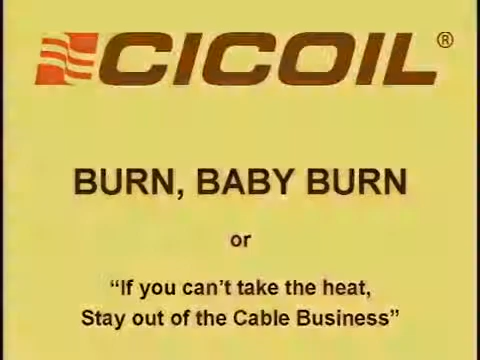 CICOIL®
BURN, BABY BURN
or
“If you can’t take the heat,
Stay out of the Cable Business”